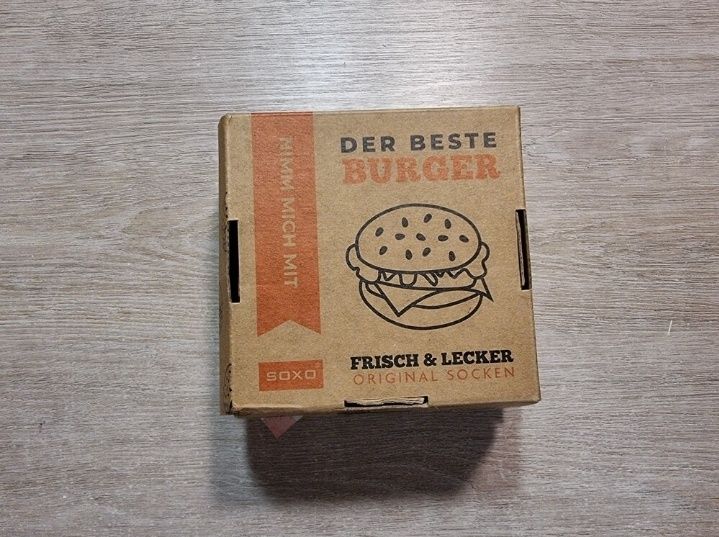 DER BESTE
BURGER
NIMM MICH MIT
FRISCH & LECKER
ORIGINAL SOCKEN
SOXO®